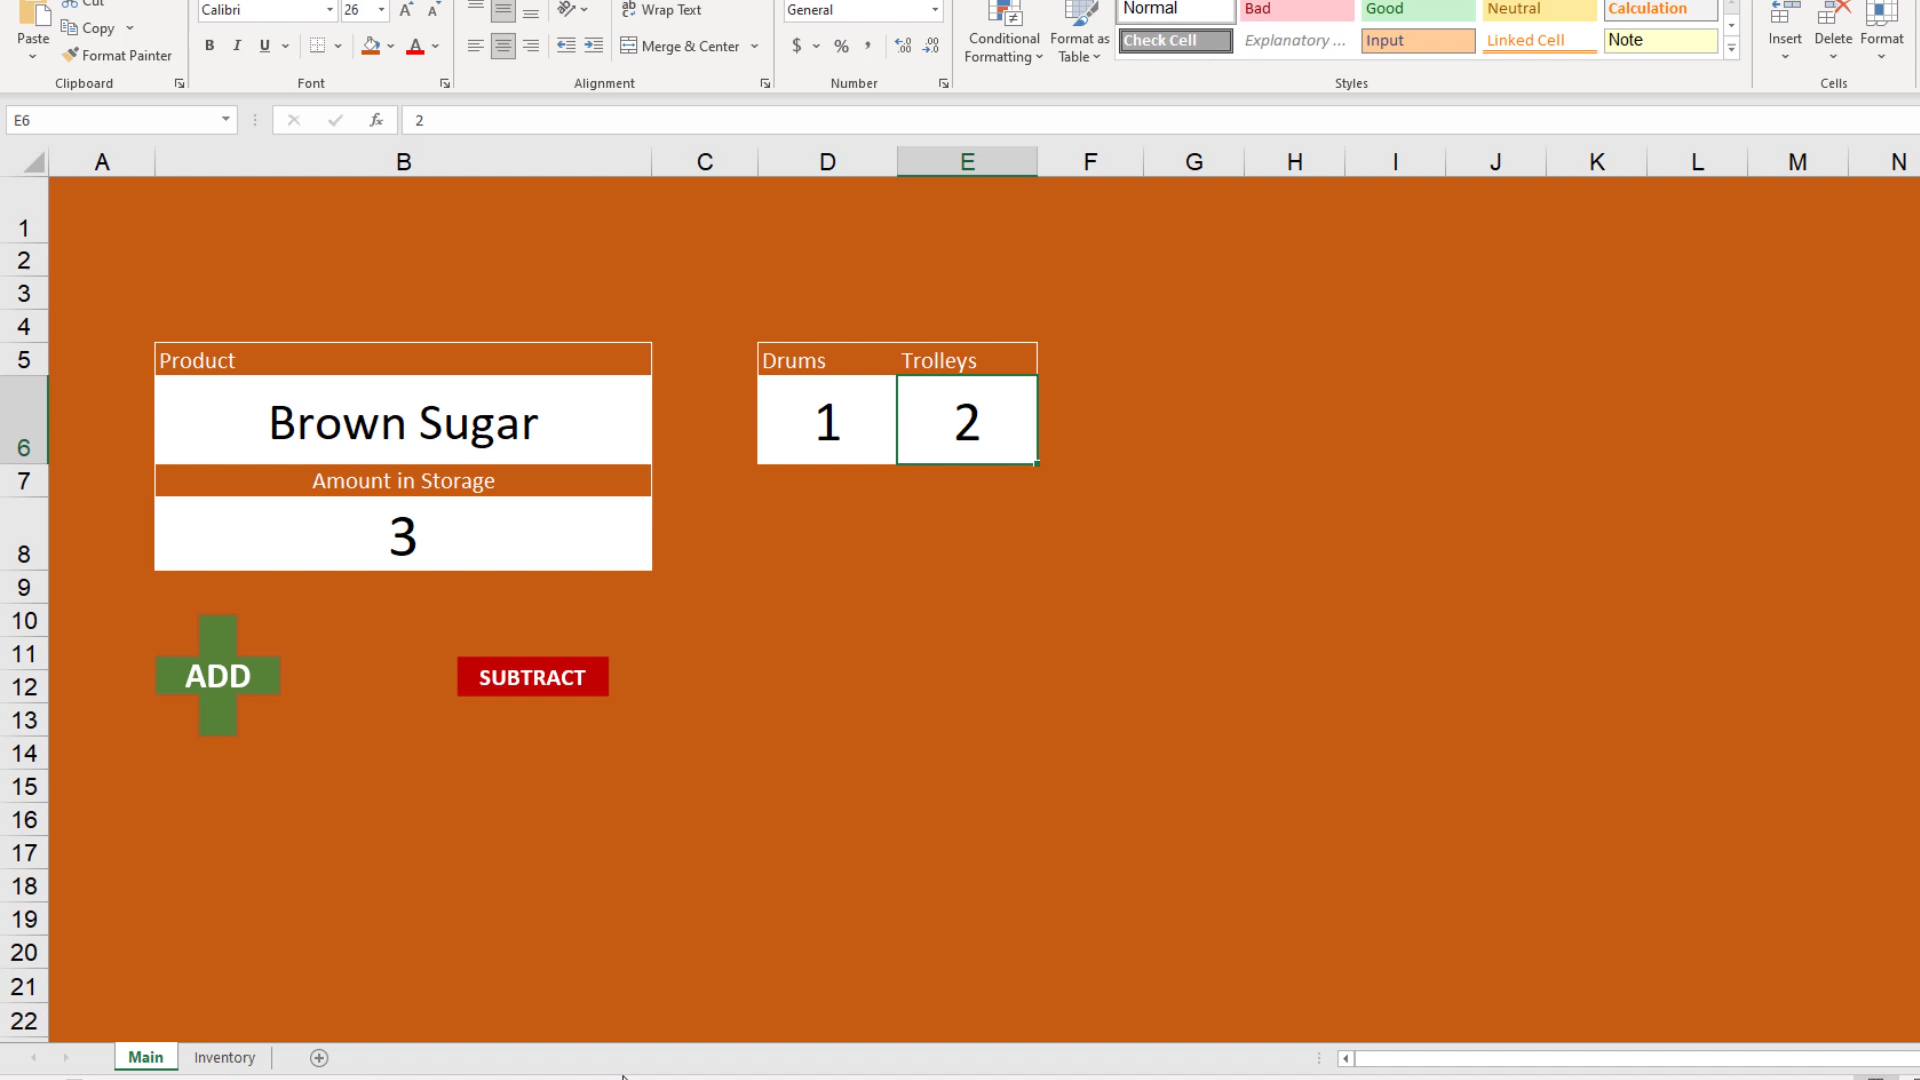 Cut
Calibri 26
Wrap Text
General
Normal Bad Good Neutral Calculation
Paste
Copy
Format Painter
B I U
A
Merge & Center
$ % ,
Conditional Formatting
Format as Table
Check Cell Explanatory ... Input Linked Cell Note
Insert Delete Format
Clipboard Font Alignment Number Styles Cells
E6 fx 2
A B C D E F G H I J K L M N
1
2
3
4
5 Product Drums Trolleys
6 Brown Sugar 1 2
7 Amount in Storage
8 3
9
10
11
12 ADD SUBTRACT
13
14
15
16
17
18
19
20
21
22
Main Inventory